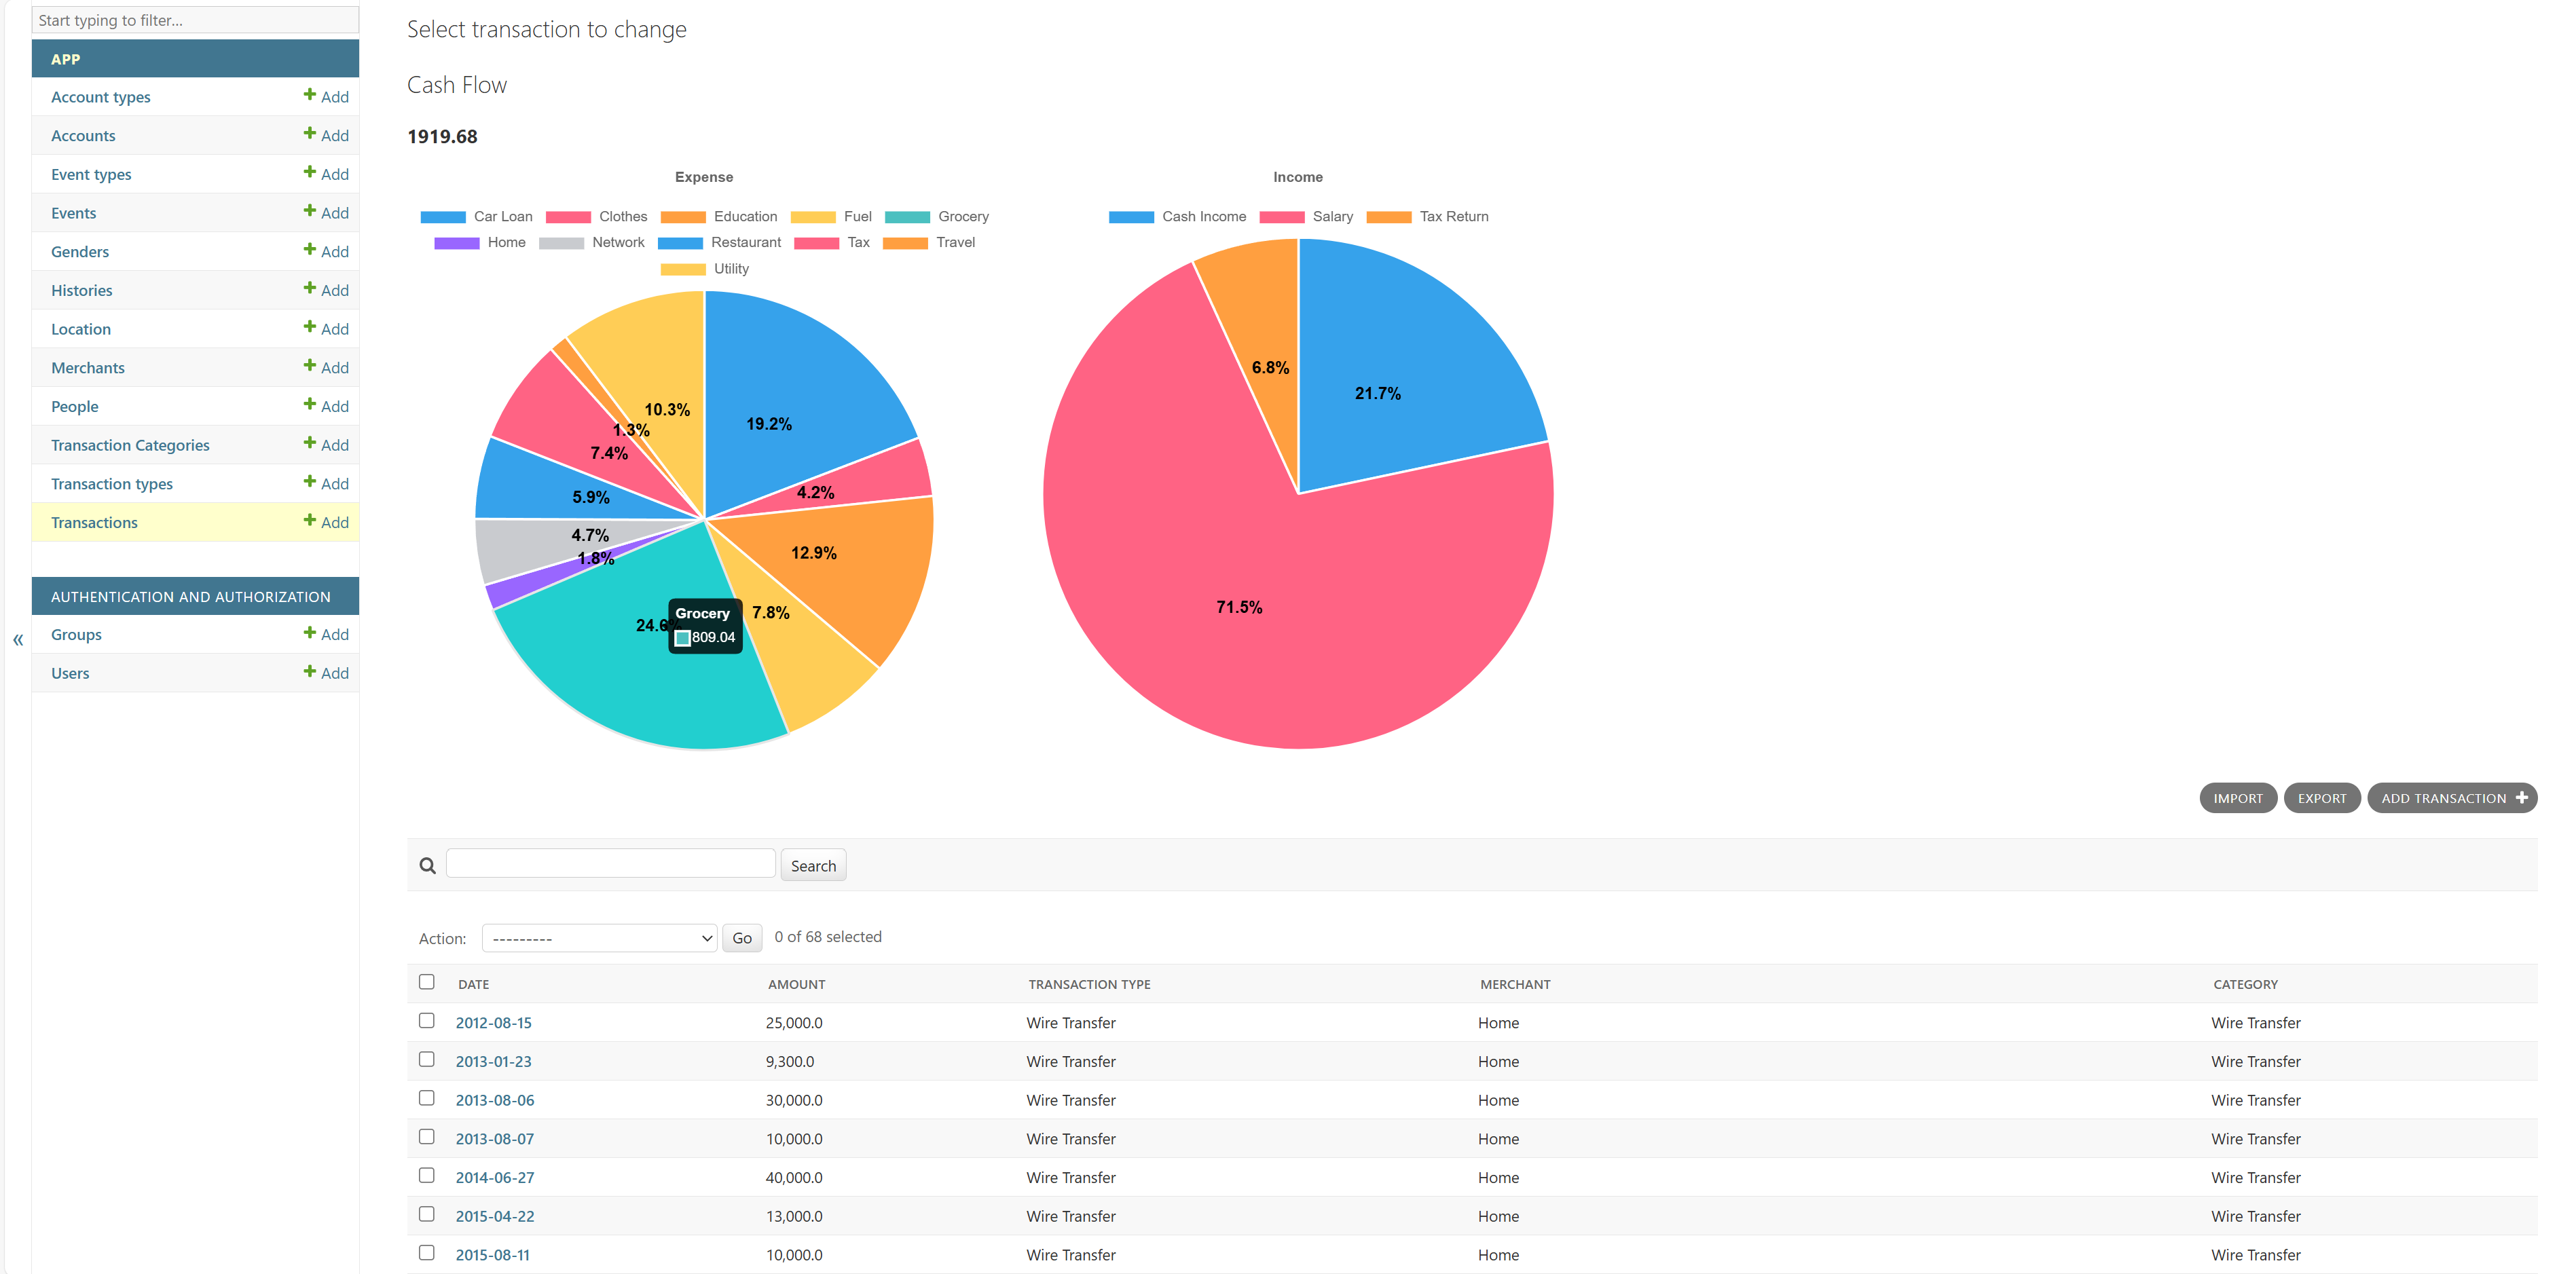 Start typing to filter...
APP
Account types + Add
Accounts + Add
Event types + Add
Events + Add
Genders + Add
Histories + Add
Location + Add
Merchants + Add
People + Add
Transaction Categories + Add
Transaction types + Add
Transactions + Add
AUTHENTICATION AND AUTHORIZATION
Groups + Add
Users + Add
«
Select transaction to change
Cash Flow
1919.68
Expense
Car Loan Clothes Education Fuel Grocery
Home Network Restaurant Tax Travel
Utility
10.3%
19.2%
1.3%
7.4%
4.2%
5.9%
4.7%
12.9%
1.8%
7.8%
Grocery
809.04
Income
Cash Income Salary Tax Return
6.8%
21.7%
71.5%
IMPORT EXPORT ADD TRANSACTION +
Search
Action: --------- Go 0 of 68 selected
DATE AMOUNT TRANSACTION TYPE MERCHANT CATEGORY
2012-08-15 25,000.0 Wire Transfer Home Wire Transfer
2013-01-23 9,300.0 Wire Transfer Home Wire Transfer
2013-08-06 30,000.0 Wire Transfer Home Wire Transfer
2013-08-07 10,000.0 Wire Transfer Home Wire Transfer
2014-06-27 40,000.0 Wire Transfer Home Wire Transfer
2015-04-22 13,000.0 Wire Transfer Home Wire Transfer
2015-08-11 10,000.0 Wire Transfer Home Wire Transfer